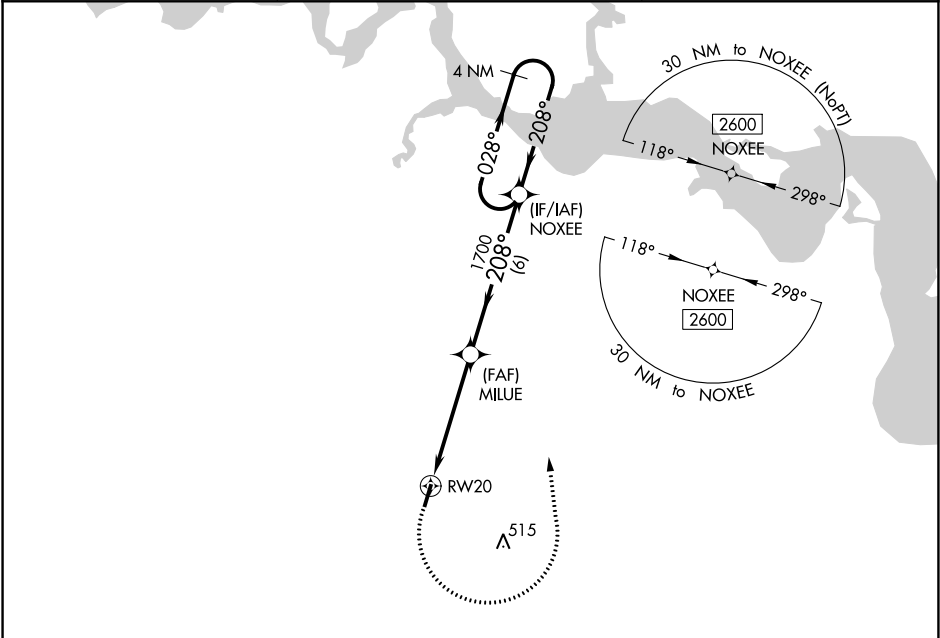 4 NM
028°
208°
(IF/IAF)
NOXEE
1700
208°
(6)
(FAF)
MILUE
RW20
515
30 NM to NOXEE (NoPT)
2600
NOXEE
118°
298°
118°
298°
NOXEE
2600
30 NM to NOXEE